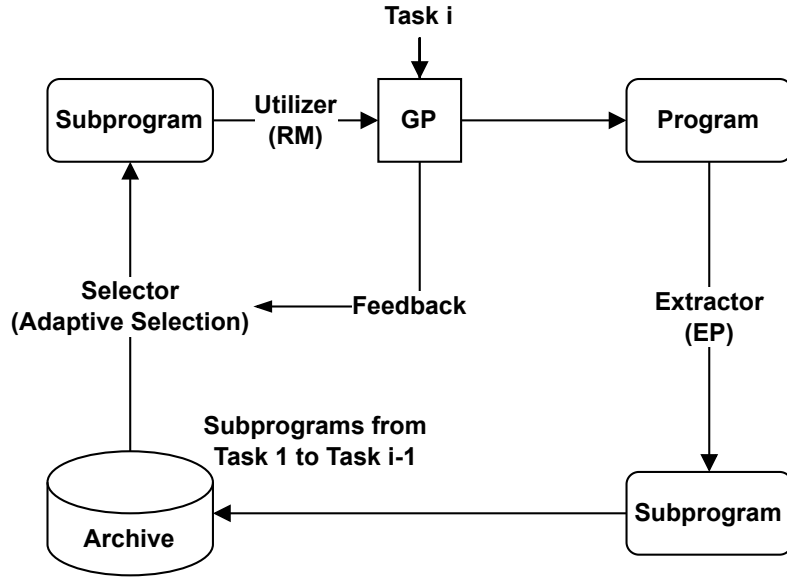 Task i
Subprogram
Utilizer
(RM)
GP
Program
Selector
(Adaptive Selection)
Feedback
Extractor
(EP)
Subprograms from
Task 1 to Task i-1
Archive
Subprogram